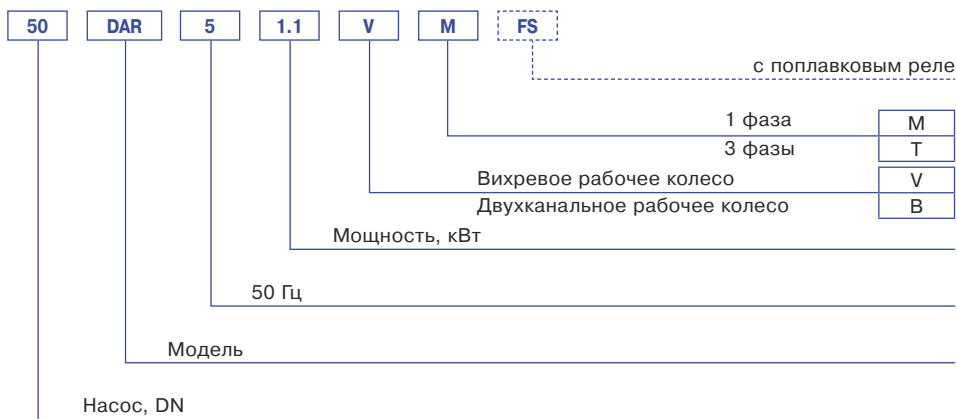 50 DAR 5 1.1 V M FS
с поплавковым реле
1 фаза M
3 фазы T
Вихревое рабочее колесо V
Двухканальное рабочее колесо B
Мощность, кВт
50 Гц
Модель
Насос, DN